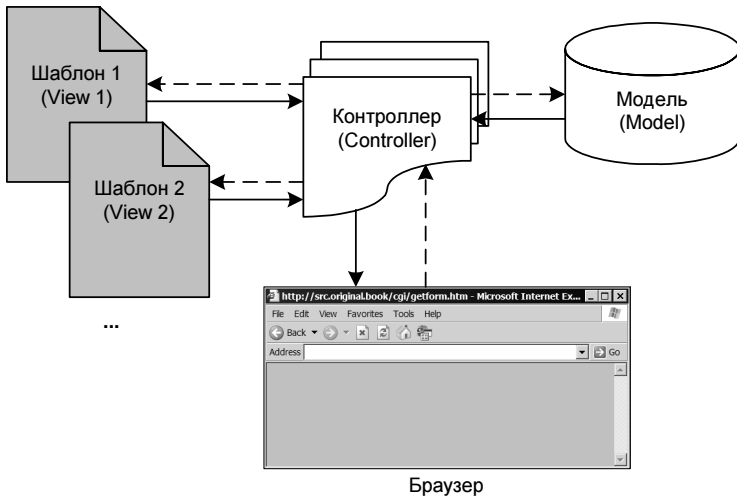 Шаблон 1
(View 1)
Шаблон 2
(View 2)
...
Контроллер
(Controller)
Модель
(Model)
http://src.original.book/cgi/getform.htm - Microsoft Internet Ex...
File Edit View Favorites Tools Help
Back
Address
Go
Браузер